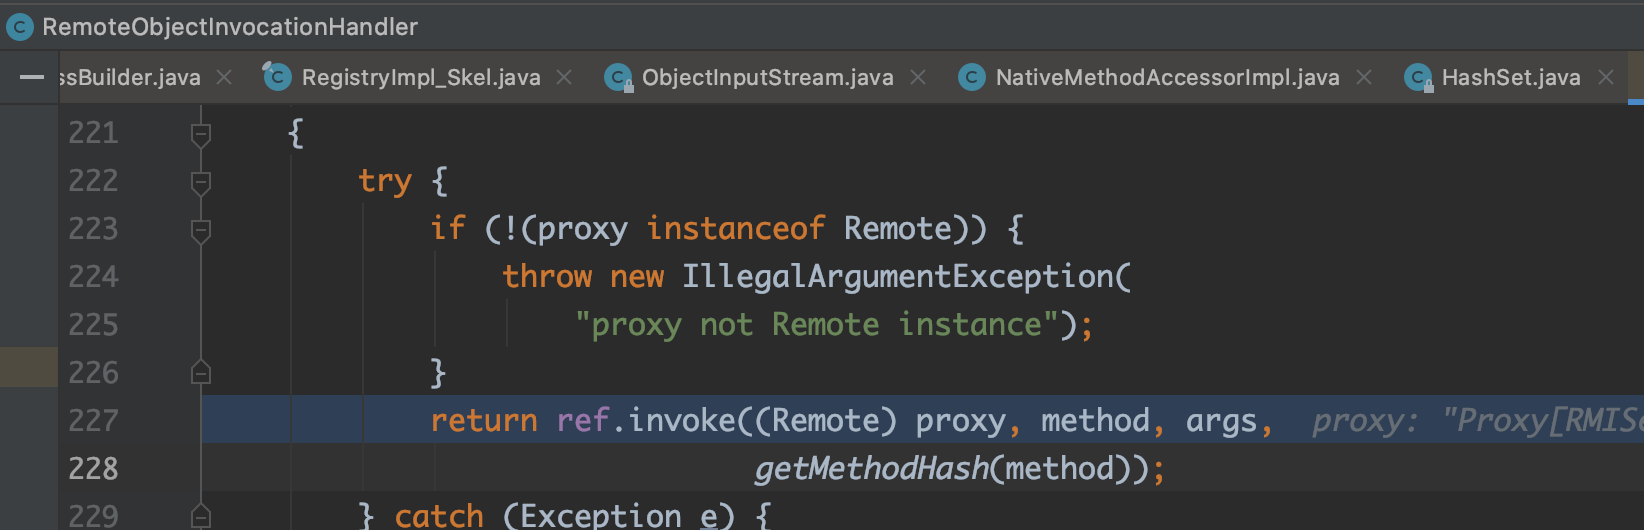 RemoteObjectInvocationHandler
ssBuilder.java RegistryImpl_Skel.java ObjectInputStream.java NativeMethodAccessorImpl.java HashSet.java
221 {
222 try {
223 if (!(proxy instanceof Remote)) {
224 throw new IllegalArgumentException(
225 "proxy not Remote instance");
226 }
227 return ref.invoke((Remote) proxy, method, args, proxy: "Proxy[RMISe
228 getMethodHash(method));
229 } catch (Exception e) {